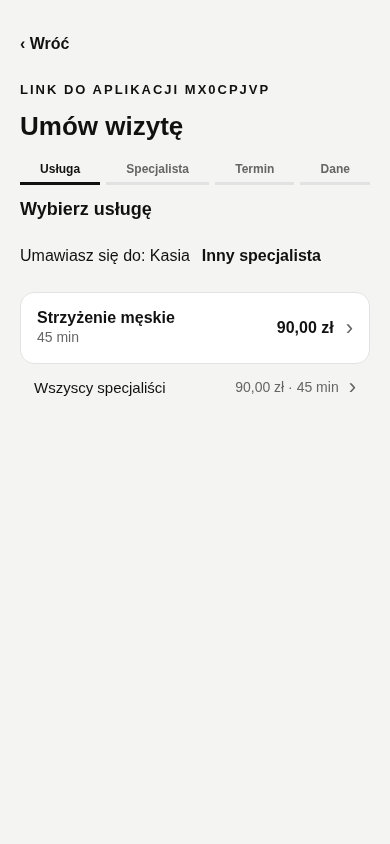 ‹ Wróć
LINK DO APLIKACJI MX0CPJVP
Umów wizytę
Usługa Specjalista Termin Dane
Wybierz usługę
Umawiasz się do: Kasia Inny specjalista
Strzyżenie męskie
45 min
90,00 zł ›
Wszyscy specjaliści 90,00 zł · 45 min ›